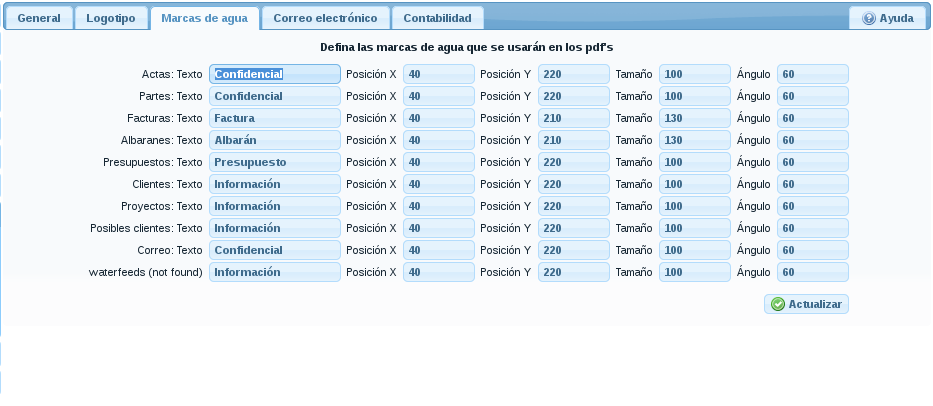 General Logotipo Marcas de agua Correo electrónico Contabilidad Ayuda
Defina las marcas de agua que se usarán en los pdf's
Actas: Texto Confidencial Posición X 40 Posición Y 220 Tamaño 100 Ángulo 60
Partes: Texto Confidencial Posición X 40 Posición Y 220 Tamaño 100 Ángulo 60
Facturas: Texto Factura Posición X 40 Posición Y 210 Tamaño 130 Ángulo 60
Albaranes: Texto Albarán Posición X 40 Posición Y 210 Tamaño 130 Ángulo 60
Presupuestos: Texto Presupuesto Posición X 40 Posición Y 220 Tamaño 100 Ángulo 60
Clientes: Texto Información Posición X 40 Posición Y 220 Tamaño 100 Ángulo 60
Proyectos: Texto Información Posición X 40 Posición Y 220 Tamaño 100 Ángulo 60
Posibles clientes: Texto Información Posición X 40 Posición Y 220 Tamaño 100 Ángulo 60
Correo: Texto Confidencial Posición X 40 Posición Y 220 Tamaño 100 Ángulo 60
waterfeeds (not found) Información Posición X 40 Posición Y 220 Tamaño 100 Ángulo 60
Actualizar